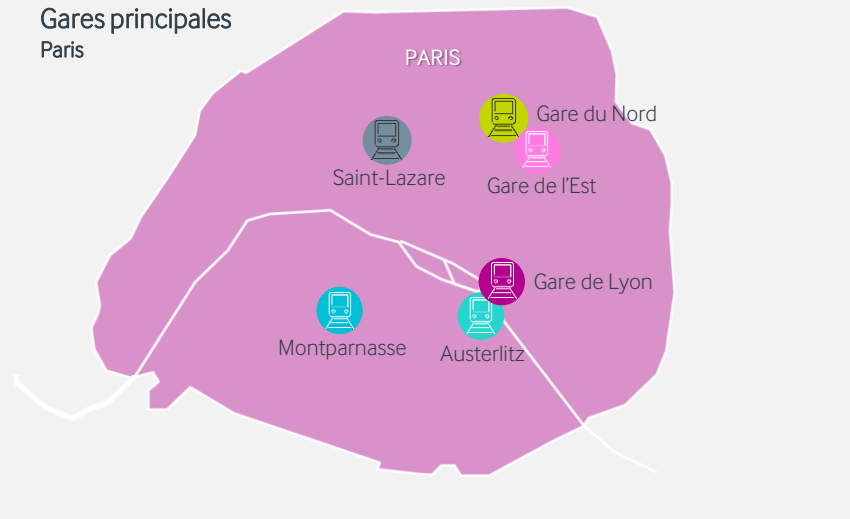 Gares principales
Paris
PARIS
Gare du Nord
Saint-Lazare
Gare de l'Est
Gare de Lyon
Montparnasse
Austerlitz